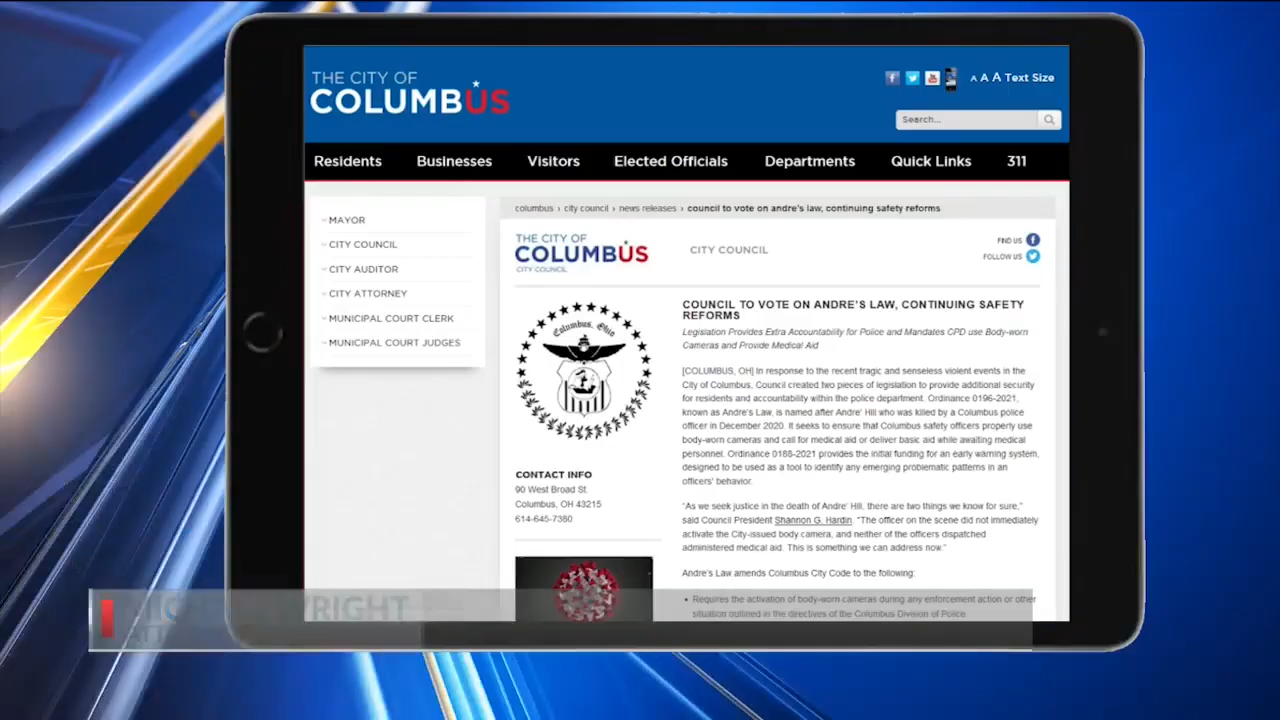 THE CITY OF
COLUMBUS
A A A Text Size
Search...
Residents Businesses Visitors Elected Officials Departments Quick Links 311
MAYOR
CITY COUNCIL
CITY AUDITOR
CITY ATTORNEY
MUNICIPAL COURT CLERK
MUNICIPAL COURT JUDGES
columbus › city council › news releases › council to vote on andre's law, continuing safety reforms
THE CITY OF
COLUMBUS
CITY COUNCIL
CITY COUNCIL
FIND US
FOLLOW US
Columbus, Ohio
CONTACT INFO
90 West Broad St.
Columbus, OH 43215
614-645-7380
COUNCIL TO VOTE ON ANDRE'S LAW, CONTINUING SAFETY
REFORMS
Legislation Provides Extra Accountability for Police and Mandates CPD use Body-worn
Cameras and Provide Medical Aid
[COLUMBUS, OH] In response to the recent tragic and senseless violent events in the
City of Columbus, Council created two pieces of legislation to provide additional security
for residents and accountability within the police department. Ordinance 0196-2021,
known as Andre's Law, is named after Andre' Hill who was killed by a Columbus police
officer in December 2020. It seeks to ensure that Columbus safety officers properly use
body-worn cameras and call for medical aid or deliver basic aid while awaiting medical
personnel. Ordinance 0188-2021 provides the initial funding for an early warning system,
designed to be used as a tool to identify any emerging problematic patterns in an
officers' behavior.
"As we seek justice in the death of Andre' Hill, there are two things we know for sure,"
said Council President Shannon G. Hardin. "The officer on the scene did not immediately
activate the City-issued body camera, and neither of the officers dispatched
administered medical aid. This is something we can address now."
Andre's Law amends Columbus City Code to the following:
• Requires the activation of body-worn cameras during any enforcement action or other
situation outlined in the directives of the Columbus Division of Police
RIGHT